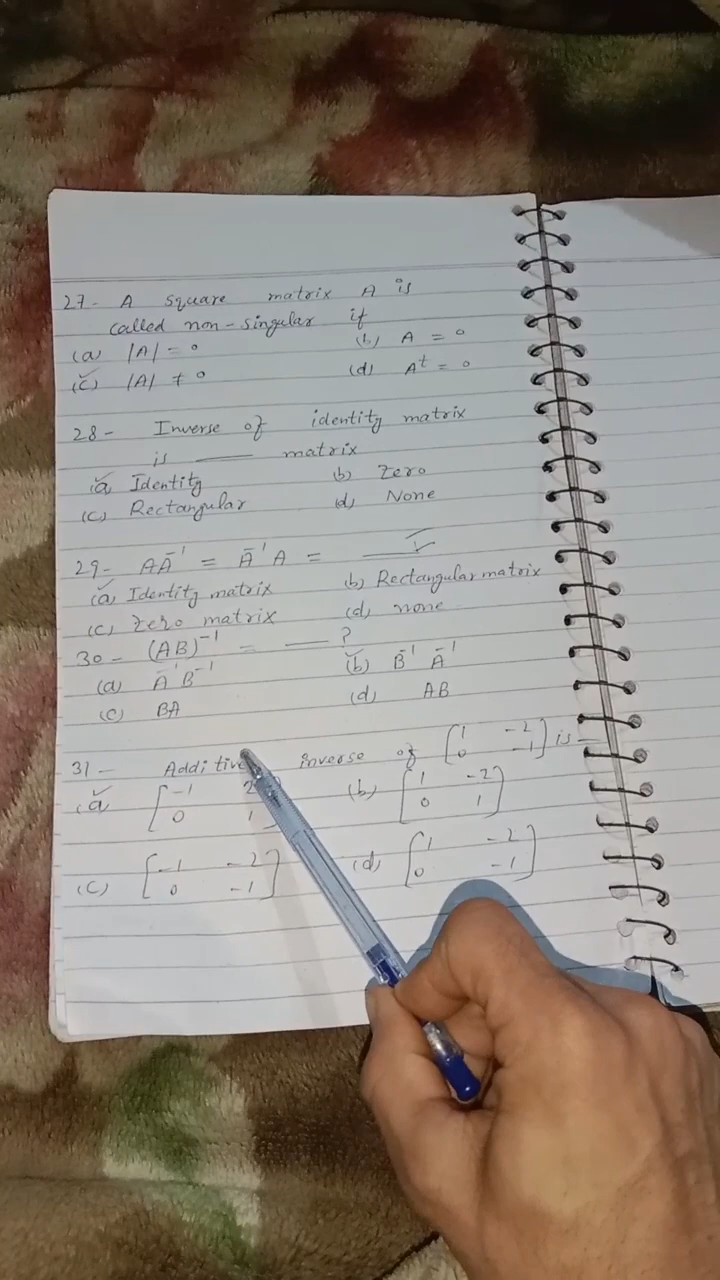 27- A square matrix A is
called non-singular if
(a) |A| = 0 (b) A = 0
(c) |A| ≠ 0 (d) Aᵗ = 0
28- Inverse of identity matrix
is ____ matrix
(a) Identity (b) Zero
(c) Rectangular (d) None
29- AA⁻¹ = A⁻¹A = ____
(a) Identity matrix (b) Rectangular matrix
(c) Zero matrix (d) none
30- (AB)⁻¹ = ____ ?
(a) A⁻¹ B⁻¹ (b) B⁻¹ A⁻¹
(c) BA (d) AB
31- Additive inverse of [1 -2; 0 -1] is
(a) [-1 2; 0 1] (b) [1 -2; 0 1]
(c) [-1 -2; 0 -1] (d) [1 -2; 0 -1]